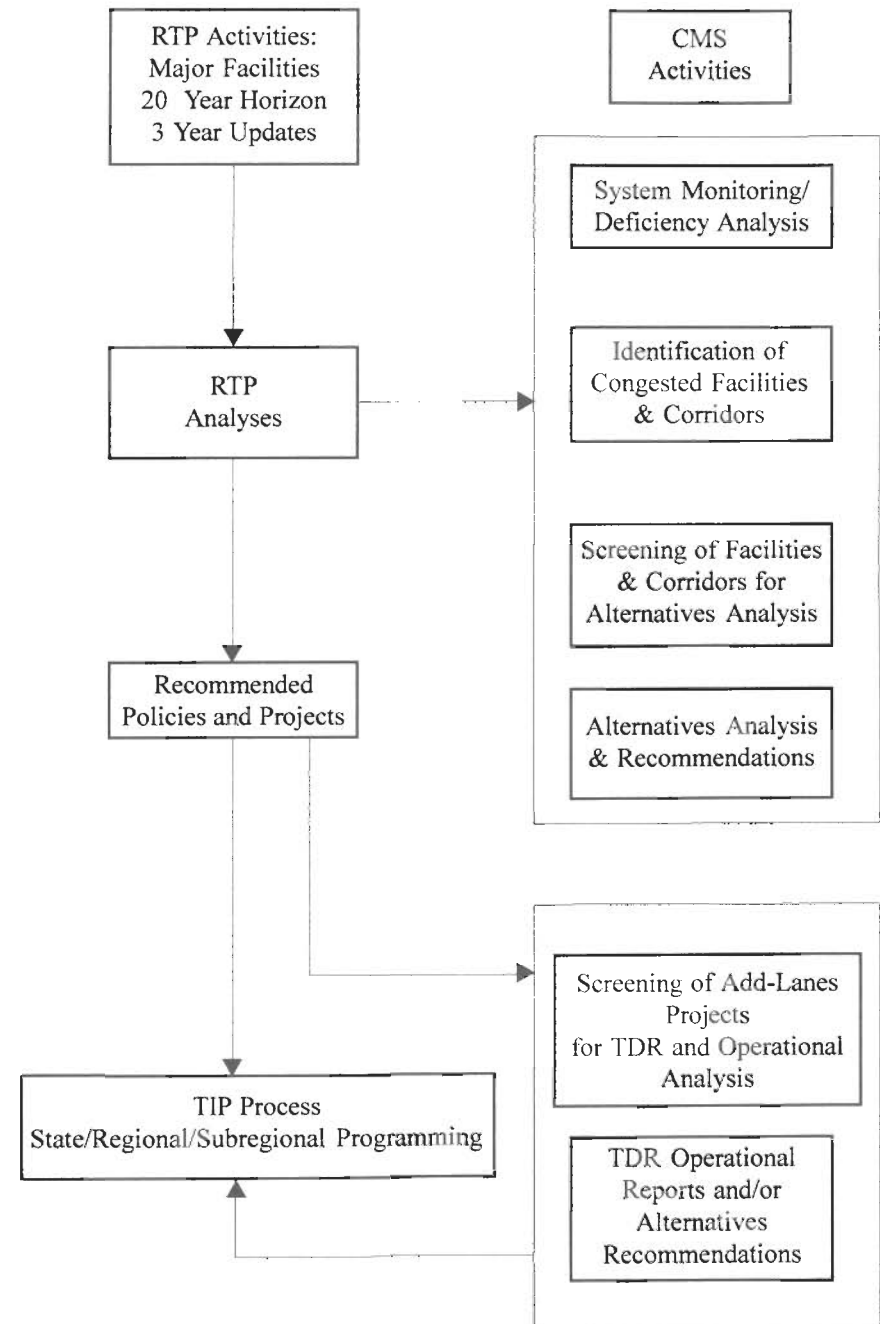 RTP Activities:
Major Facilities
20 Year Horizon
3 Year Updates
CMS
Activities
System Monitoring/
Deficiency Analysis
RTP
Analyses
Identification of
Congested Facilities
& Corridors
Screening of Facilities
& Corridors for
Alternatives Analysis
Recommended
Policies and Projects
Alternatives Analysis
& Recommendations
Screening of Add-Lanes
Projects
for TDR and Operational
Analysis
TIP Process
State/Regional/Subregional Programming
TDR Operational
Reports and/or
Alternatives
Recommendations